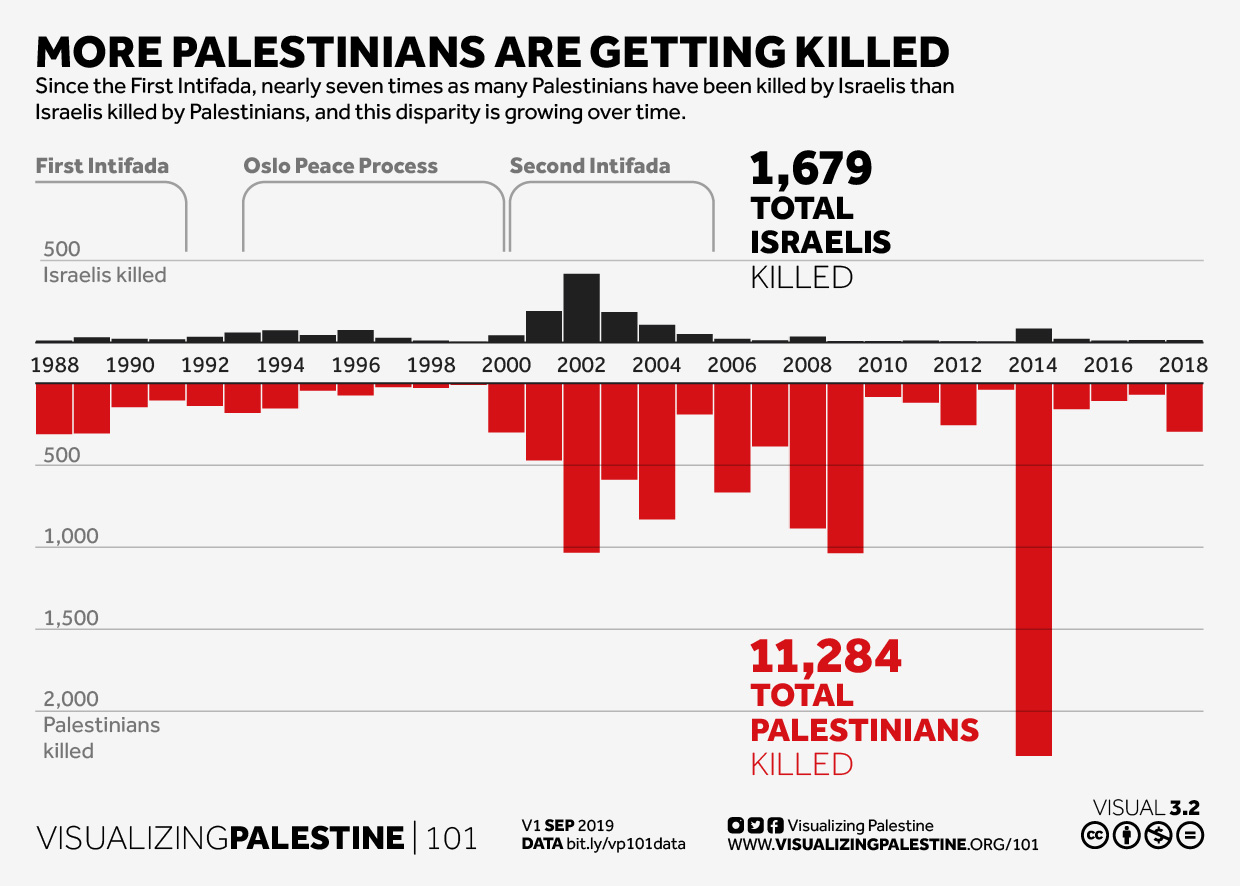 MORE PALESTINIANS ARE GETTING KILLED
Since the First Intifada, nearly seven times as many Palestinians have been killed by Israelis than
Israelis killed by Palestinians, and this disparity is growing over time.
First Intifada
Oslo Peace Process
Second Intifada
1,679
TOTAL
ISRAELIS
KILLED
500
Israelis killed
1988 1990 1992 1994 1996 1998 2000 2002 2004 2006 2008 2010 2012 2014 2016 2018
500
1,000
1,500
2,000
Palestinians
killed
11,284
TOTAL
PALESTINIANS
KILLED
VISUALIZINGPALESTINE | 101
V1 SEP 2019
DATA bit.ly/vp101data
Visualizing Palestine
WWW.VISUALIZINGPALESTINE.ORG/101
VISUAL 3.2
cc